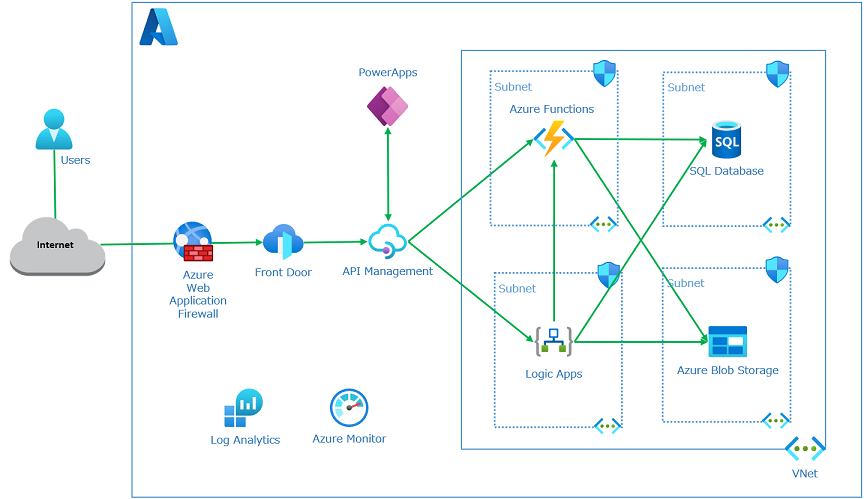 PowerApps
Subnet
Azure Functions
Subnet
SQL
SQL Database
Users
Internet
Azure
Web
Application
Firewall
Front Door
API Management
Subnet
Logic Apps
Subnet
Azure Blob Storage
Log Analytics
Azure Monitor
VNet